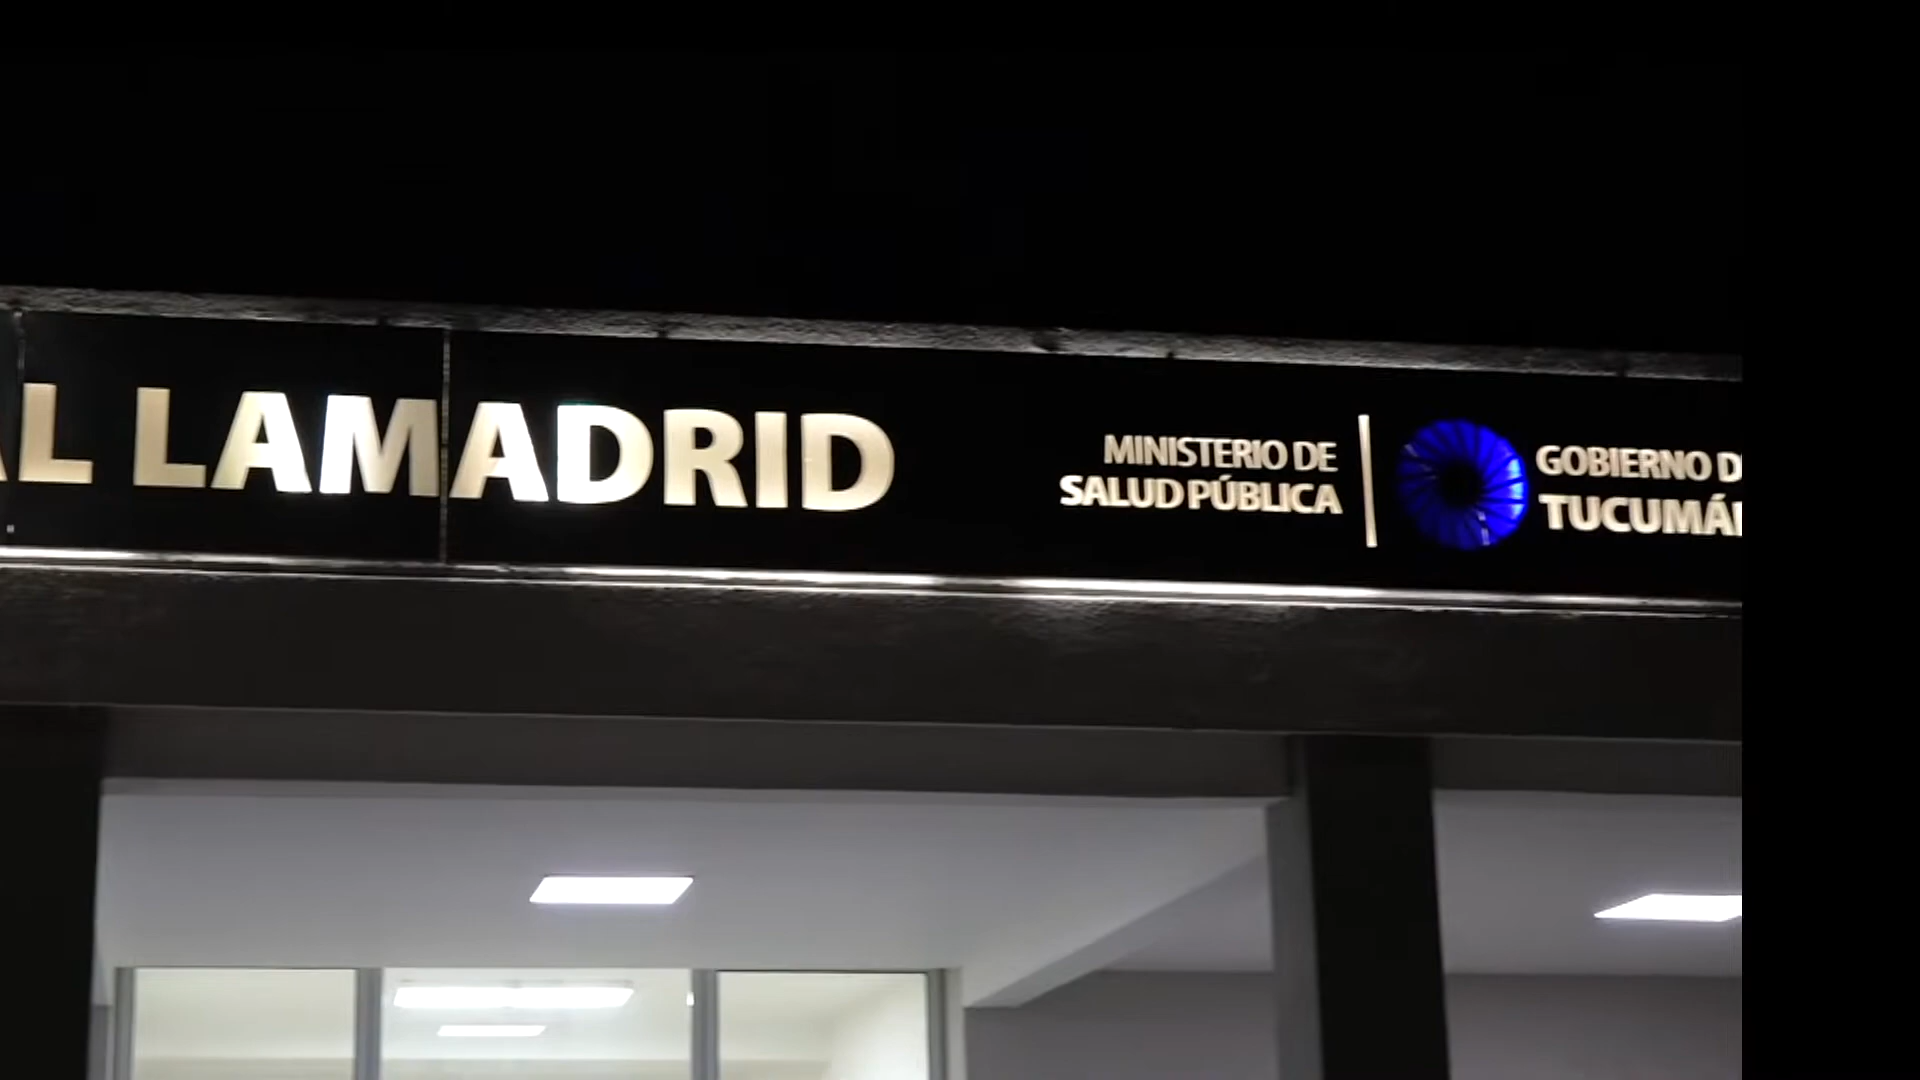 AL LAMADRID
MINISTERIO DE
SALUD PÚBLICA
GOBIERNO D
TUCUMÁ